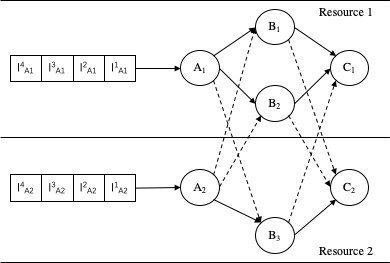 Resource 1
B1
I4A1 I3A1 I2A1 I1A1 A1 C1
B2
I4A2 I3A2 I2A2 I1A2 A2 C2
B3
Resource 2